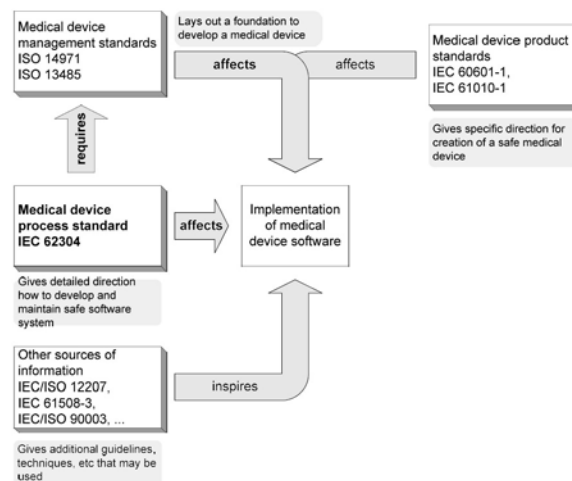 Medical device
management standards
ISO 14971
ISO 13485
Lays out a foundation to
develop a medical device
affects
affects
Medical device product
standards
IEC 60601-1,
IEC 61010-1
Gives specific direction for
creation of a safe medical
device
requires
Medical device
process standard
IEC 62304
affects
Implementation
of medical
device software
Gives detailed direction
how to develop and
maintain safe software
system
Other sources of
information
IEC/ISO 12207,
IEC 61508-3,
IEC/ISO 90003, ...
inspires
Gives additional guidelines,
techniques, etc that may be
used